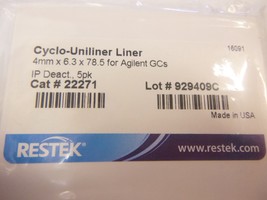 Cyclo-Uniliner Liner 16091
4mm x 6.3 x 78.5 for Agilent GCs
IP Deact., 5pk
Cat # 22271 Lot # 929409C
Made in USA
RESTEK® www.restek.com